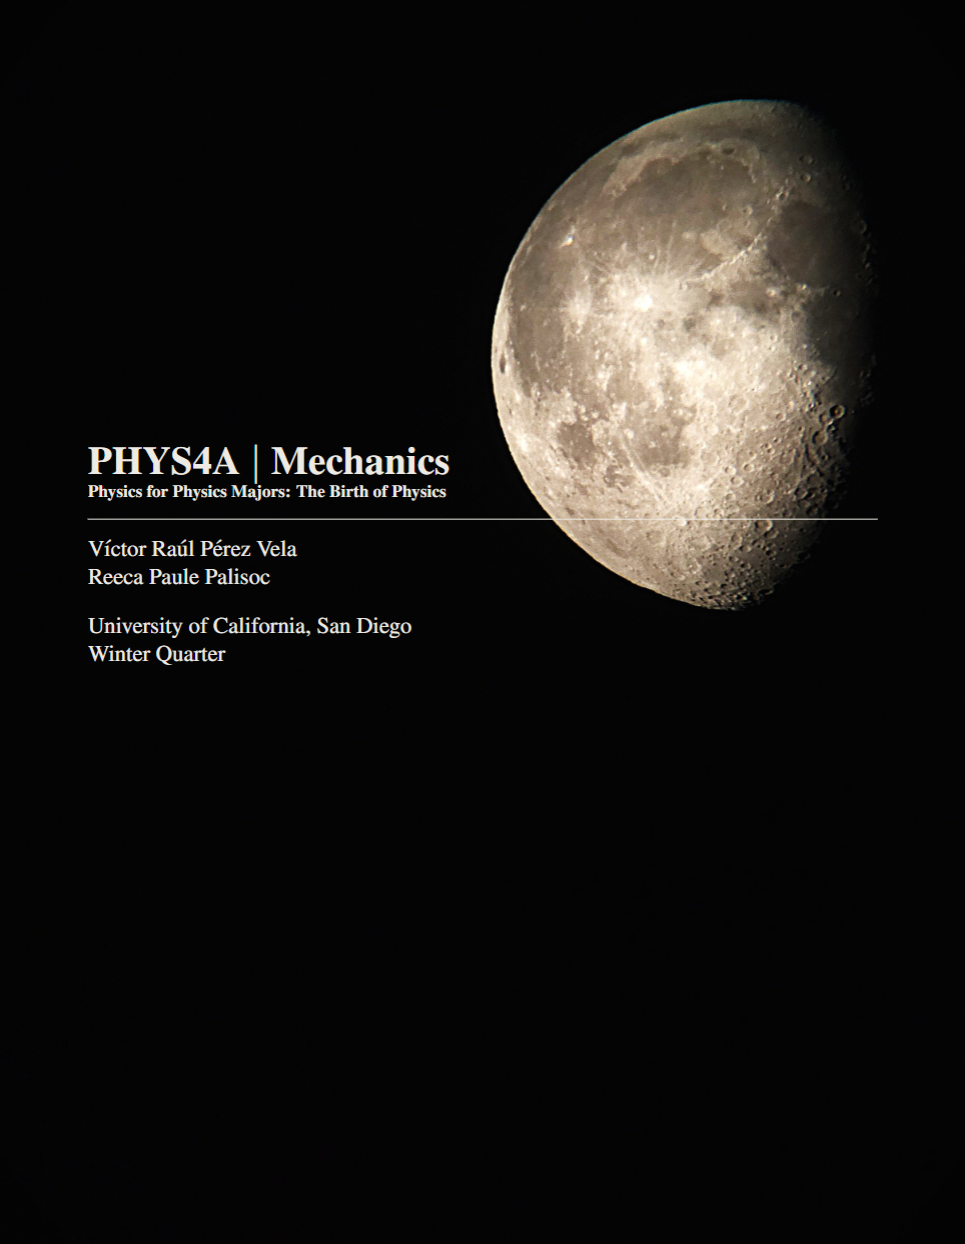 PHYS4A | Mechanics
Physics for Physics Majors: The Birth of Physics
Víctor Raúl Pérez Vela
Reeca Paule Palisoc
University of California, San Diego
Winter Quarter